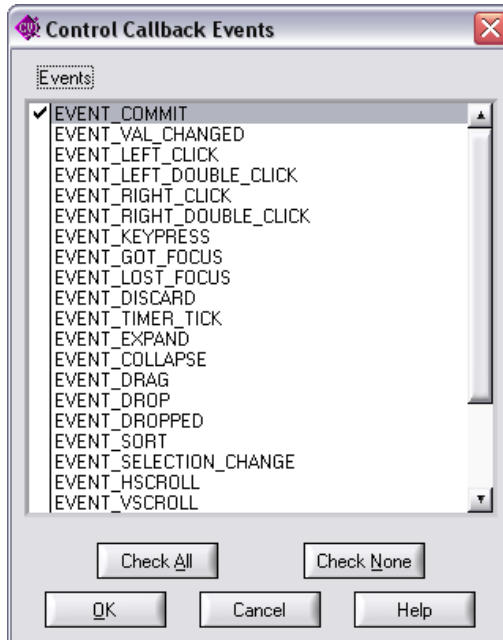 CVI Control Callback Events
Events
EVENT_COMMIT
EVENT_VAL_CHANGED
EVENT_LEFT_CLICK
EVENT_LEFT_DOUBLE_CLICK
EVENT_RIGHT_CLICK
EVENT_RIGHT_DOUBLE_CLICK
EVENT_KEYPRESS
EVENT_GOT_FOCUS
EVENT_LOST_FOCUS
EVENT_DISCARD
EVENT_TIMER_TICK
EVENT_EXPAND
EVENT_COLLAPSE
EVENT_DRAG
EVENT_DROP
EVENT_DROPPED
EVENT_SORT
EVENT_SELECTION_CHANGE
EVENT_HSCROLL
EVENT_VSCROLL
Check All Check None
OK Cancel Help